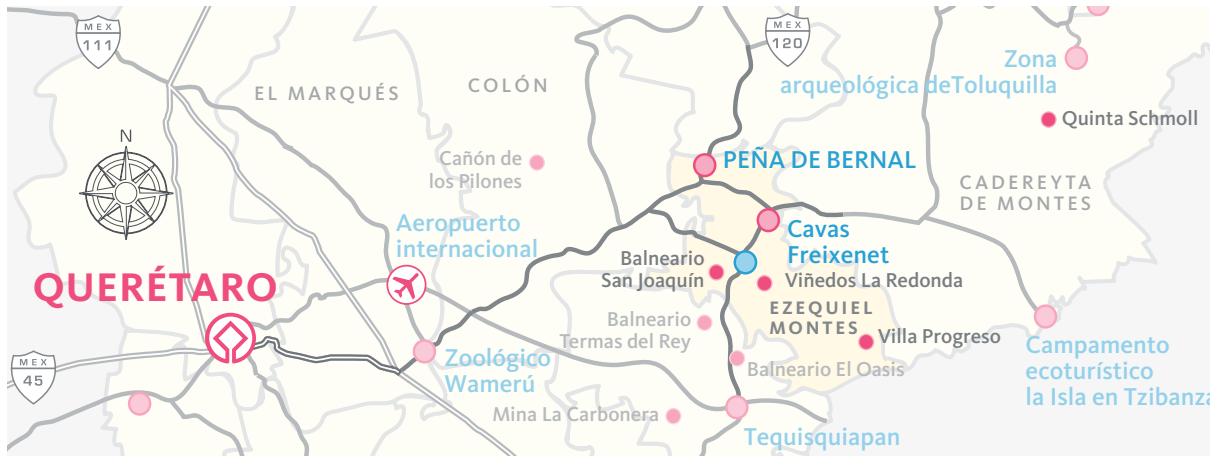 MEX
111
MEX
120
Zona
arqueológica deToluquilla
EL MARQUÉS
COLÓN
Quinta Schmoll
N
Cañón de
los Pilones
PEÑA DE BERNAL
CADEREYTA
DE MONTES
Aeropuerto
internacional
Cavas
Freixenet
Balneario
San Joaquín
Viñedos La Redonda
QUERÉTARO
EZEQUIEL
MONTES
Balneario
Termas del Rey
Villa Progreso
MEX
45
Zoológico
Wamerú
Balneario El Oasis
Campamento
ecoturístico
la Isla en Tzibanza
Mina La Carbonera
Tequisquiapan